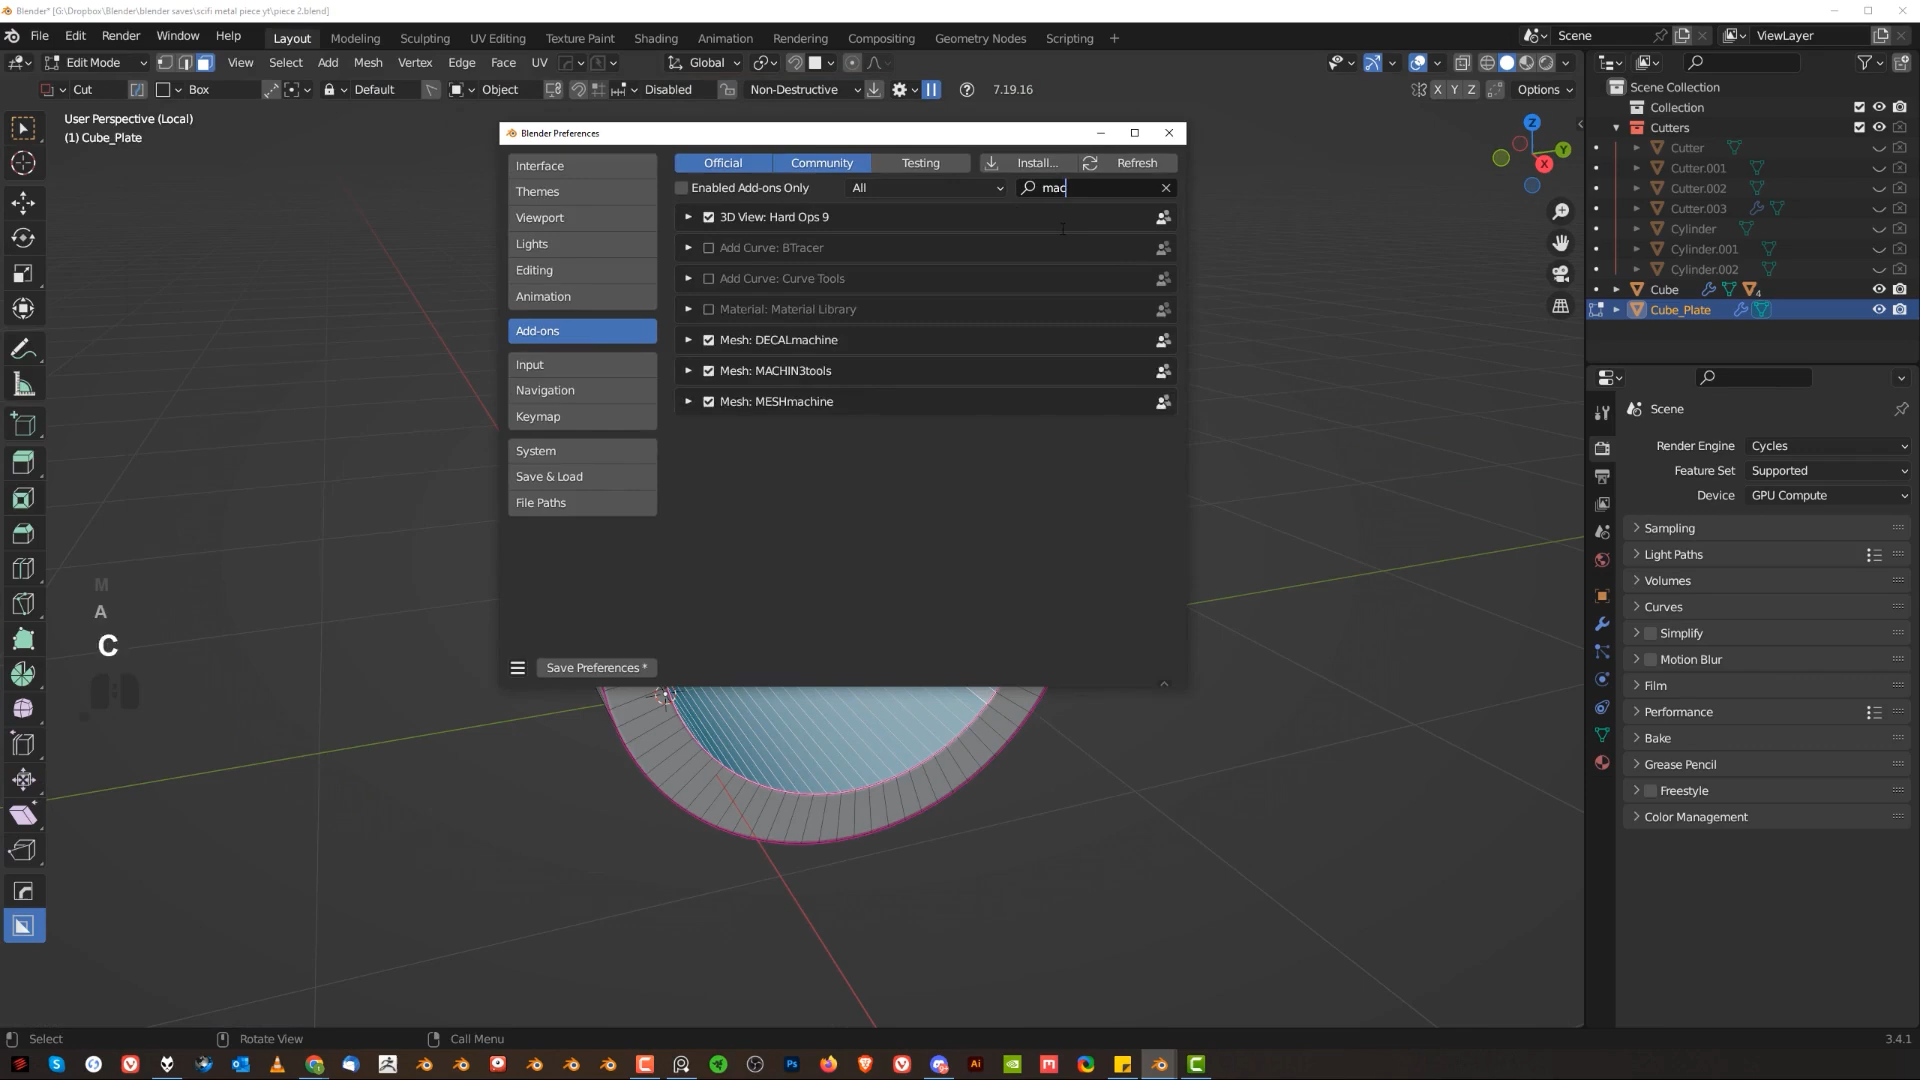 Blender* [G:\Dropbox\Blender\blender saves\scifi metal piece yt\piece 2.blend]
File Edit Render Window Help Layout Modeling Sculpting UV Editing Texture Paint Shading Animation Rendering Compositing Geometry Nodes Scripting + Scene ViewLayer
Edit Mode View Select Add Mesh Vertex Edge Face UV Global
Cut Box Default Object Disabled Non-Destructive 7.19.16 X Y Z Options
User Perspective (Local)
(1) Cube_Plate
Blender Preferences
Interface
Themes
Viewport
Lights
Editing
Animation
Add-ons
Input
Navigation
Keymap
System
Save & Load
File Paths
Save Preferences *
Official Community Testing Install... Refresh
Enabled Add-ons Only All mac
3D View: Hard Ops 9
Add Curve: BTracer
Add Curve: Curve Tools
Material: Material Library
Mesh: DECALmachine
Mesh: MACHIN3tools
Mesh: MESHmachine
M
A
C
Z
Y
X
Scene Collection
Collection
Cutters
Cutter
Cutter.001
Cutter.002
Cutter.003
Cylinder
Cylinder.001
Cylinder.002
Cube 4
Cube_Plate
Scene
Render Engine Cycles
Feature Set Supported
Device GPU Compute
Sampling
Light Paths
Volumes
Curves
Simplify
Motion Blur
Film
Performance
Bake
Grease Pencil
Freestyle
Color Management
Select Rotate View Call Menu 3.4.1